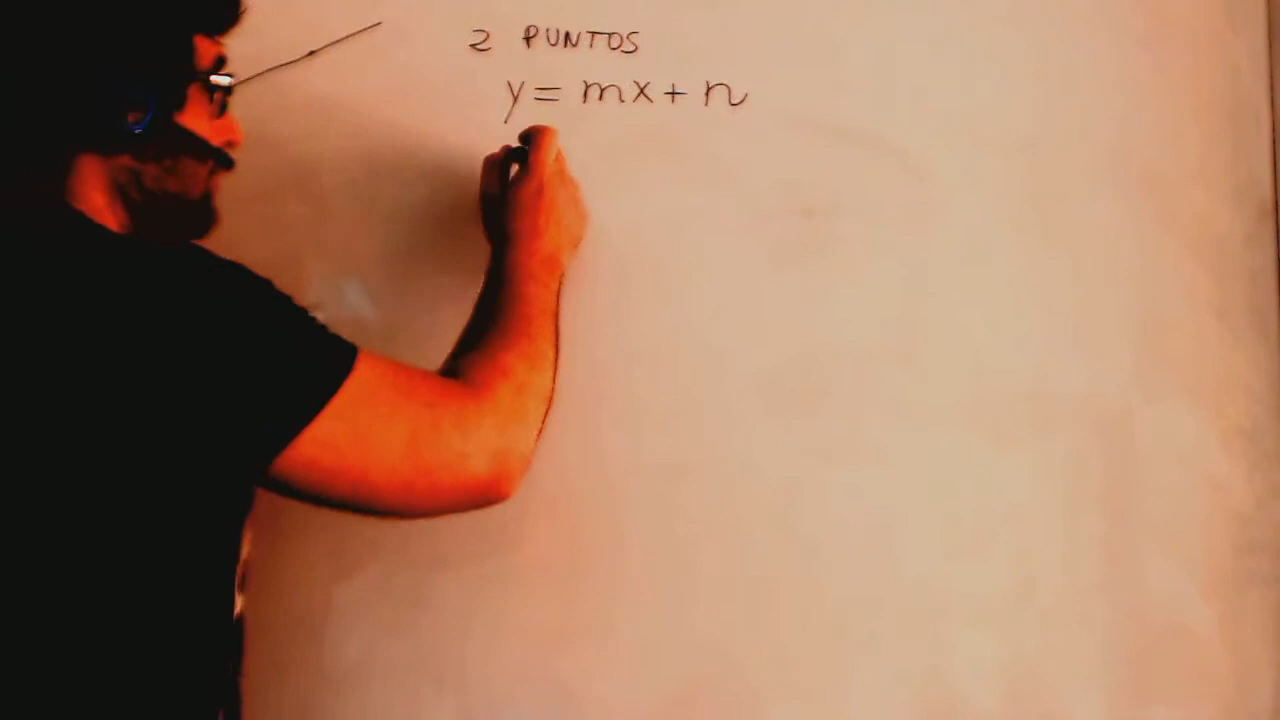 2 PUNTOS
y = mx + n